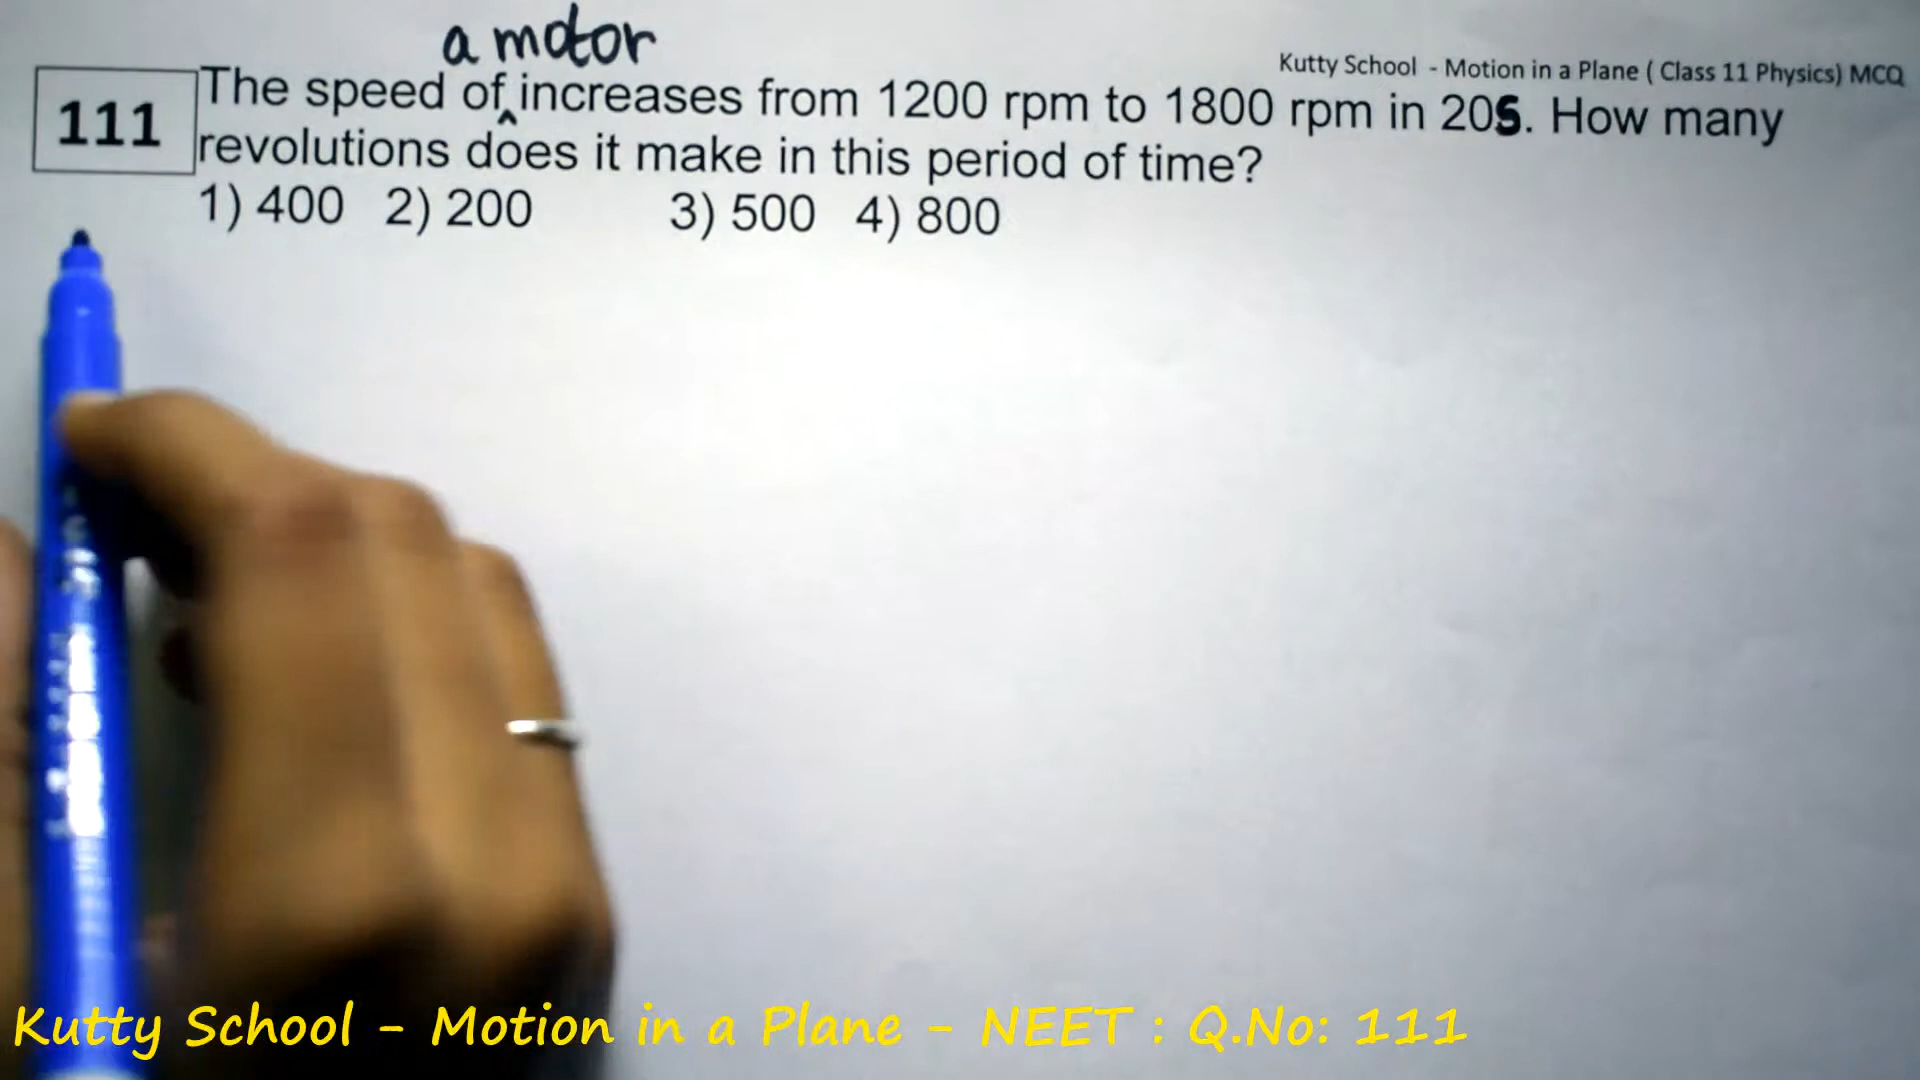 a motor
Kutty School - Motion in a Plane ( Class 11 Physics) MCQ
111
The speed of ^ increases from 1200 rpm to 1800 rpm in 20s. How many
revolutions does it make in this period of time?
1) 400 2) 200 3) 500 4) 800
Kutty School - Motion in a Plane - NEET : Q.No: 111